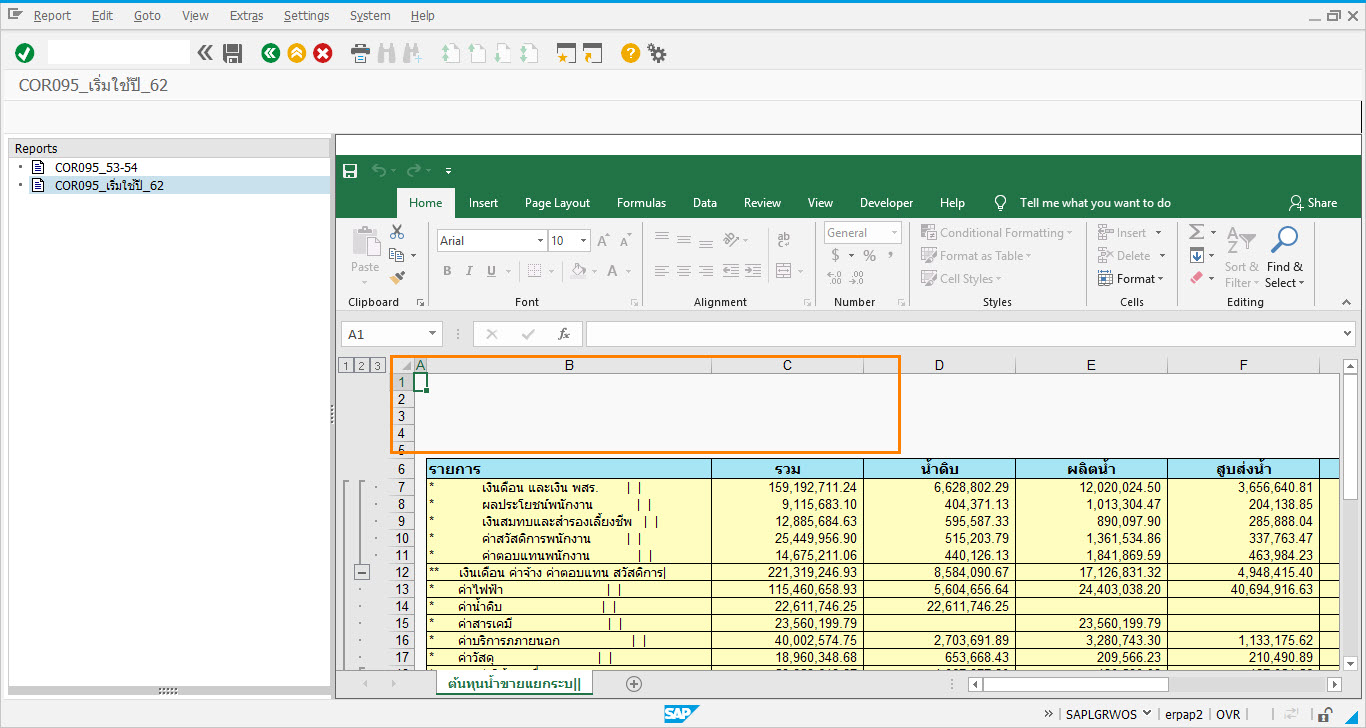 Report Edit Goto View Extras Settings System Help
COR095_เริ่มใช้ปี_62
Reports
COR095_53-54
COR095_เริ่มใช้ปี_62
Home Insert Page Layout Formulas Data Review View Developer Help Tell me what you want to do Share
Paste Arial 10 General Conditional Formatting Insert
B I U A $ % , Format as Table Delete Sort & Find &
Cell Styles Format Filter Select
Clipboard Font Alignment Number Styles Cells Editing
A1 fx
1 2 3 A B C D E F
1
2
3
4
5
6 รายการ รวม น้ำดิบ ผลิตน้ำ สูบส่งน้ำ
7 * เงินดือน และเงิน พสร. | | 159,192,711.24 6,628,802.29 12,020,024.50 3,656,640.81
8 * ผลประโยชน์พนักงาน | | 9,115,683.10 404,371.13 1,013,304.47 204,138.85
9 * เงินสมทบและสำรองเลี้ยงชีพ | | 12,885,684.63 595,587.33 890,097.90 285,888.04
10 * ค่าสวัสดิการพนักงาน | | 25,449,956.90 515,203.79 1,361,534.86 337,763.47
11 * ค่าตอบแทนพนักงาน | | 14,675,211.06 440,126.13 1,841,869.59 463,984.23
12 ** เงินเดือน ค่าจ้าง ค่าตอบแทน สวัสดิการ| 221,319,246.93 8,584,090.67 17,126,831.32 4,948,415.40
13 * ค่าไฟฟ้า | | 115,460,658.93 5,604,656.64 24,403,038.20 40,694,916.63
14 * ค่าน้ำดิบ | | 22,611,746.25 22,611,746.25
15 * ค่าสารเคมี | | 23,560,199.79 23,560,199.79
16 * ค่าบริการภภายนอก | | 40,002,574.75 2,703,691.89 3,280,743.30 1,133,175.62
17 * ค่าวัสดุ | | 18,960,348.68 653,668.43 209,566.23 210,490.89
ต้นทุนน้ำขายแยกระบ||
SAP SAPLGRWOS erpap2 OVR